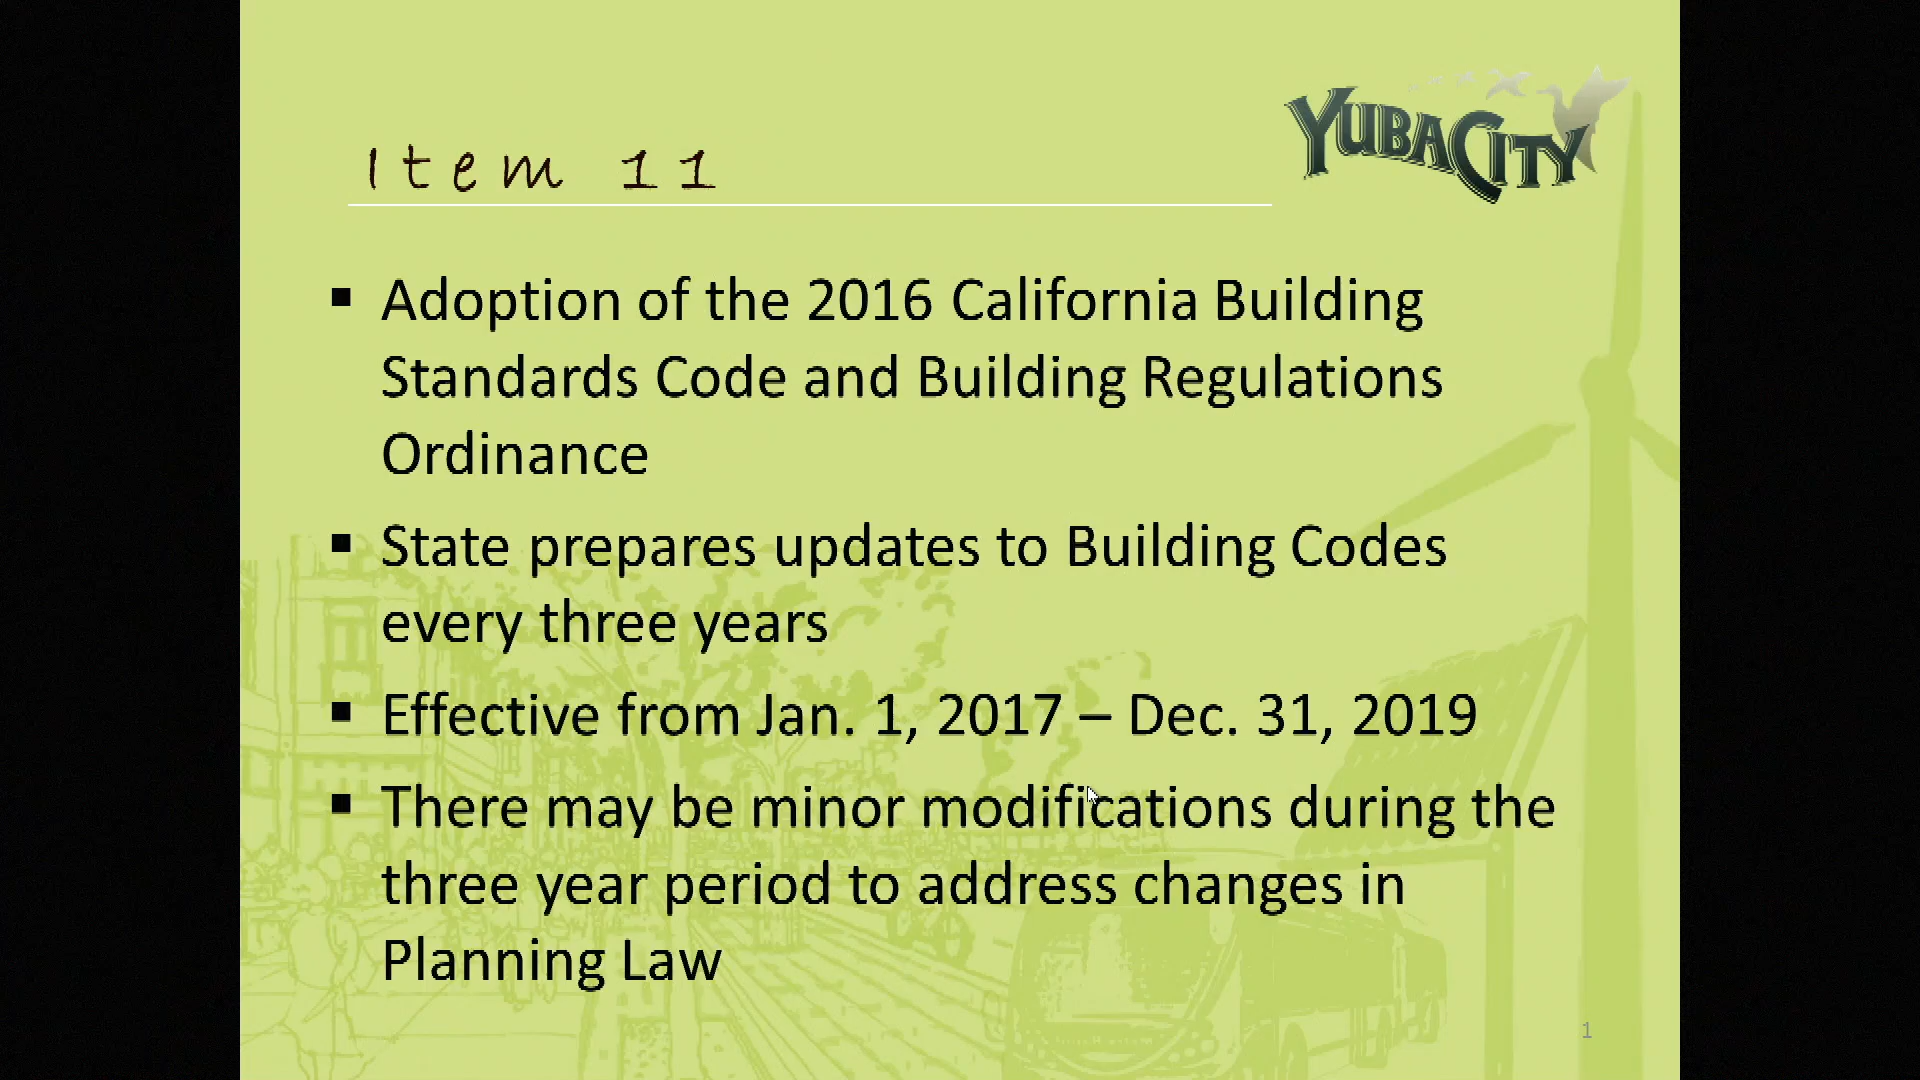 YUBA CITY
Item 11
▪ Adoption of the 2016 California Building
Standards Code and Building Regulations
Ordinance
▪ State prepares updates to Building Codes
every three years
▪ Effective from Jan. 1, 2017 – Dec. 31, 2019
▪ There may be minor modifications during the
three year period to address changes in
Planning Law
1